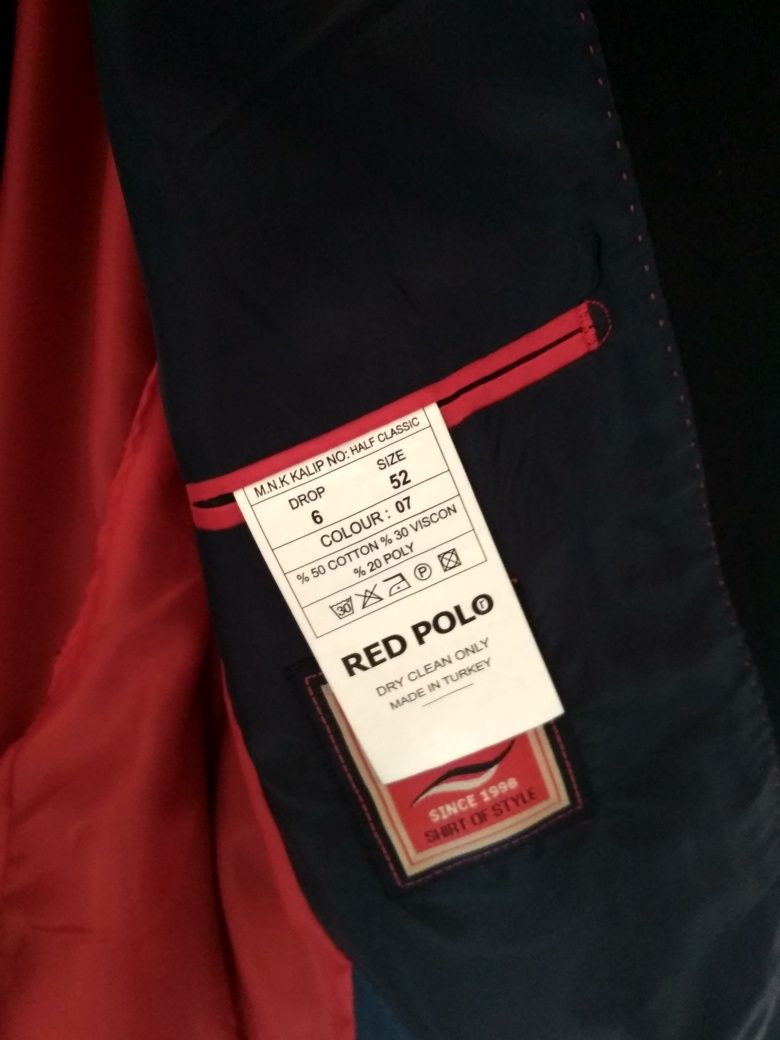 M.N.K KALIP NO: HALF CLASSIC
DROP SIZE
6 52
COLOUR : 07
% 50 COTTON % 30 VISCON
% 20 POLY
30 P
RED POLO r
DRY CLEAN ONLY
MADE IN TURKEY
SINCE 1998
SHIRT OF STYLE